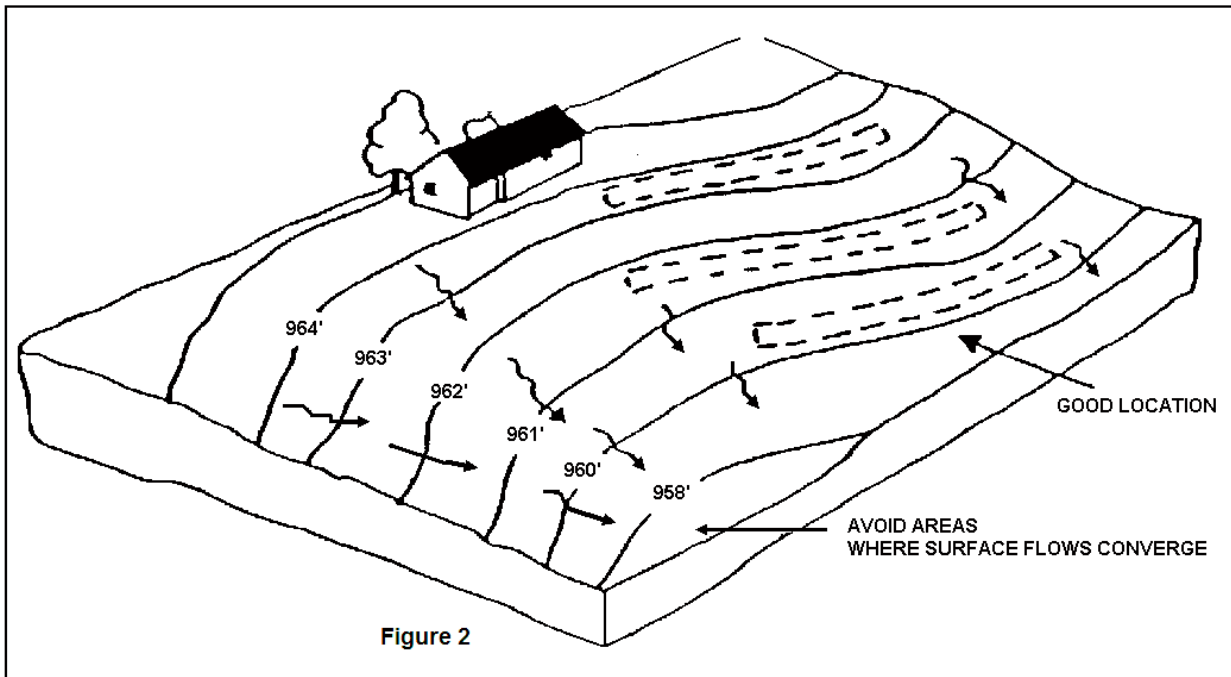 964'
963'
962'
961'
960'
958'
GOOD LOCATION
AVOID AREAS
WHERE SURFACE FLOWS CONVERGE
Figure 2